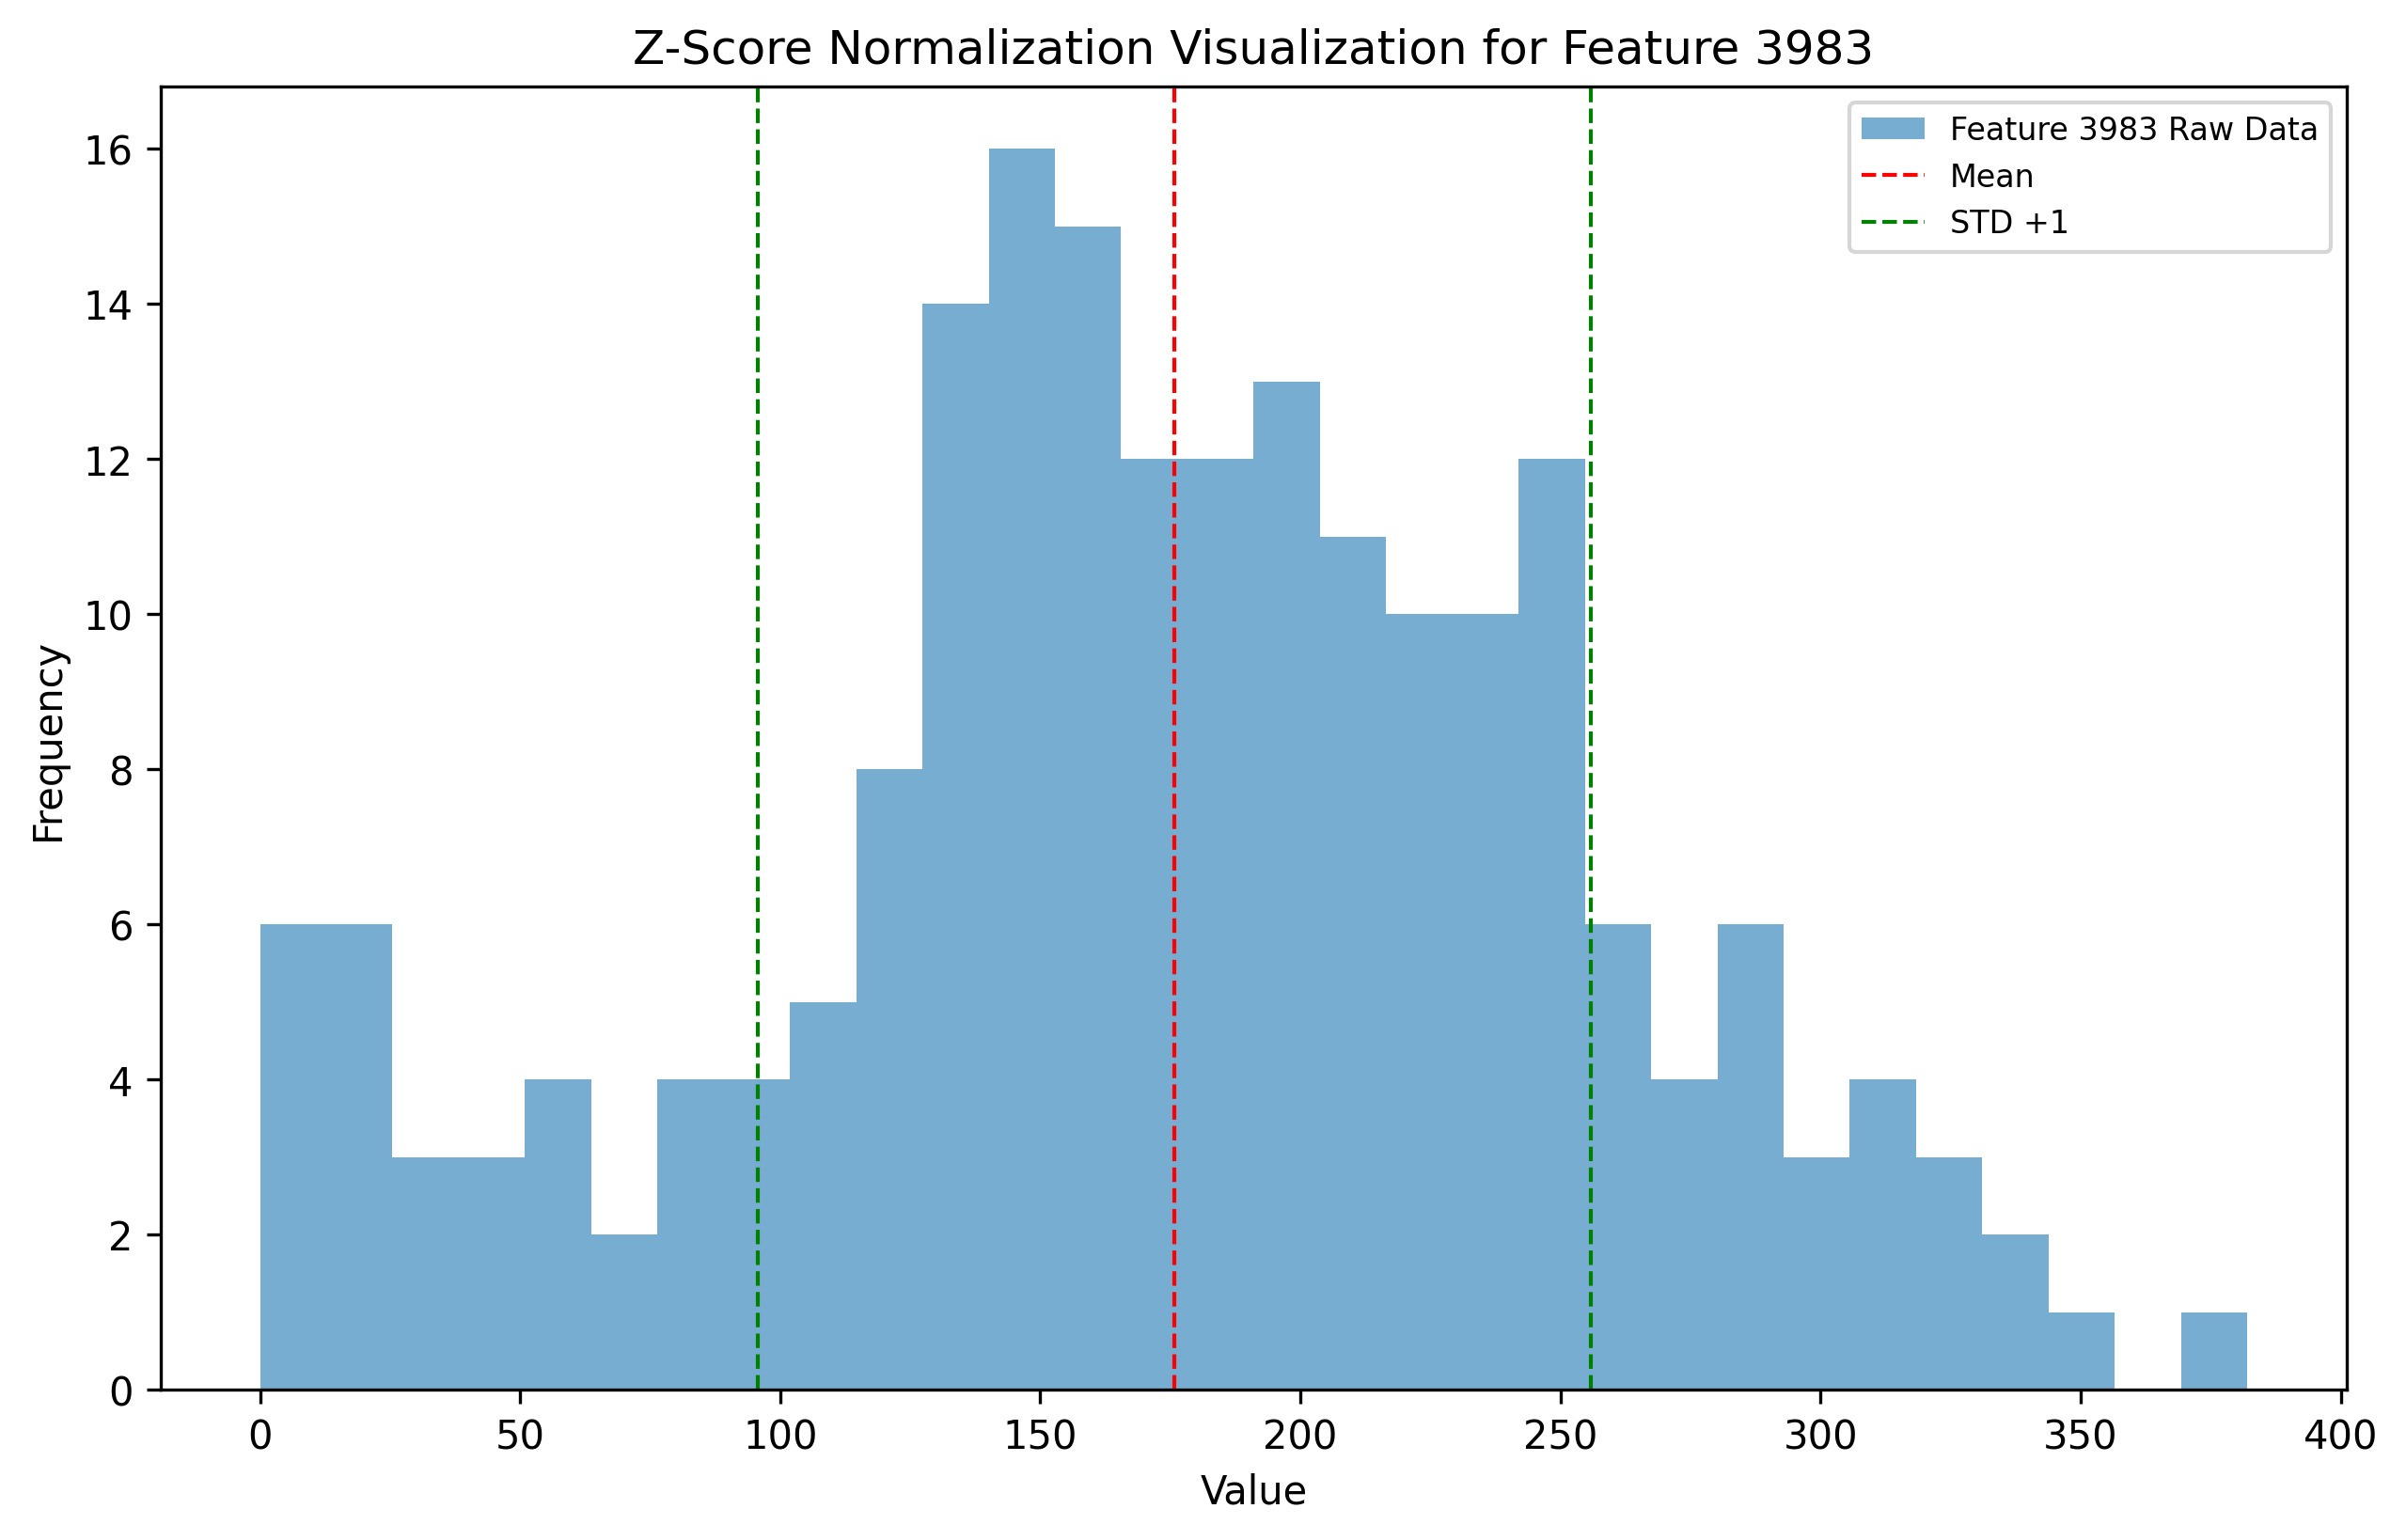 Z-Score Normalization Visualization for Feature 3983
Feature 3983 Raw Data
Mean
STD +1
16
14
12
10
8
6
4
2
0
Frequency
0 50 100 150 200 250 300 350 400
Value